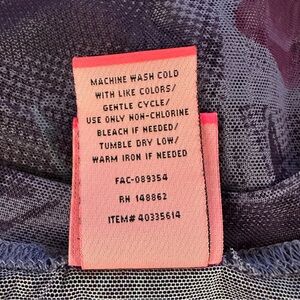 MACHINE WASH COLD
WITH LIKE COLORS/
GENTLE CYCLE/
USE ONLY NON-CHLORINE
BLEACH IF NEEDED/
TUMBLE DRY LOW/
WARM IRON IF NEEDED
FAC-089354
RH 148862
ITEM# 40335614